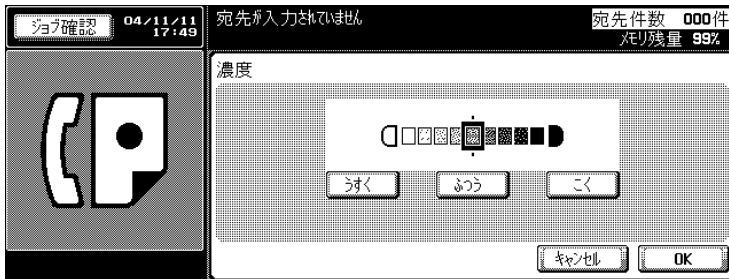 ジョブ確認
04/11/11
17:49
宛先が入力されていません
宛先件数 000件
メモリ残量 99%
濃度
うすく ふつう こく
キャンセル OK